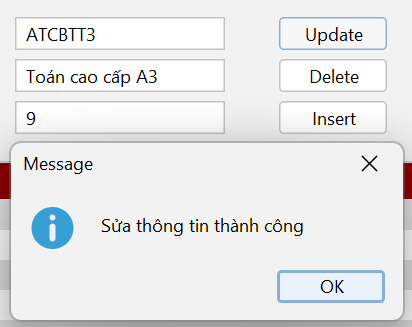 ATCBTT3
Update
Toán cao cấp A3
Delete
9
Insert
Message
Sửa thông tin thành công
OK